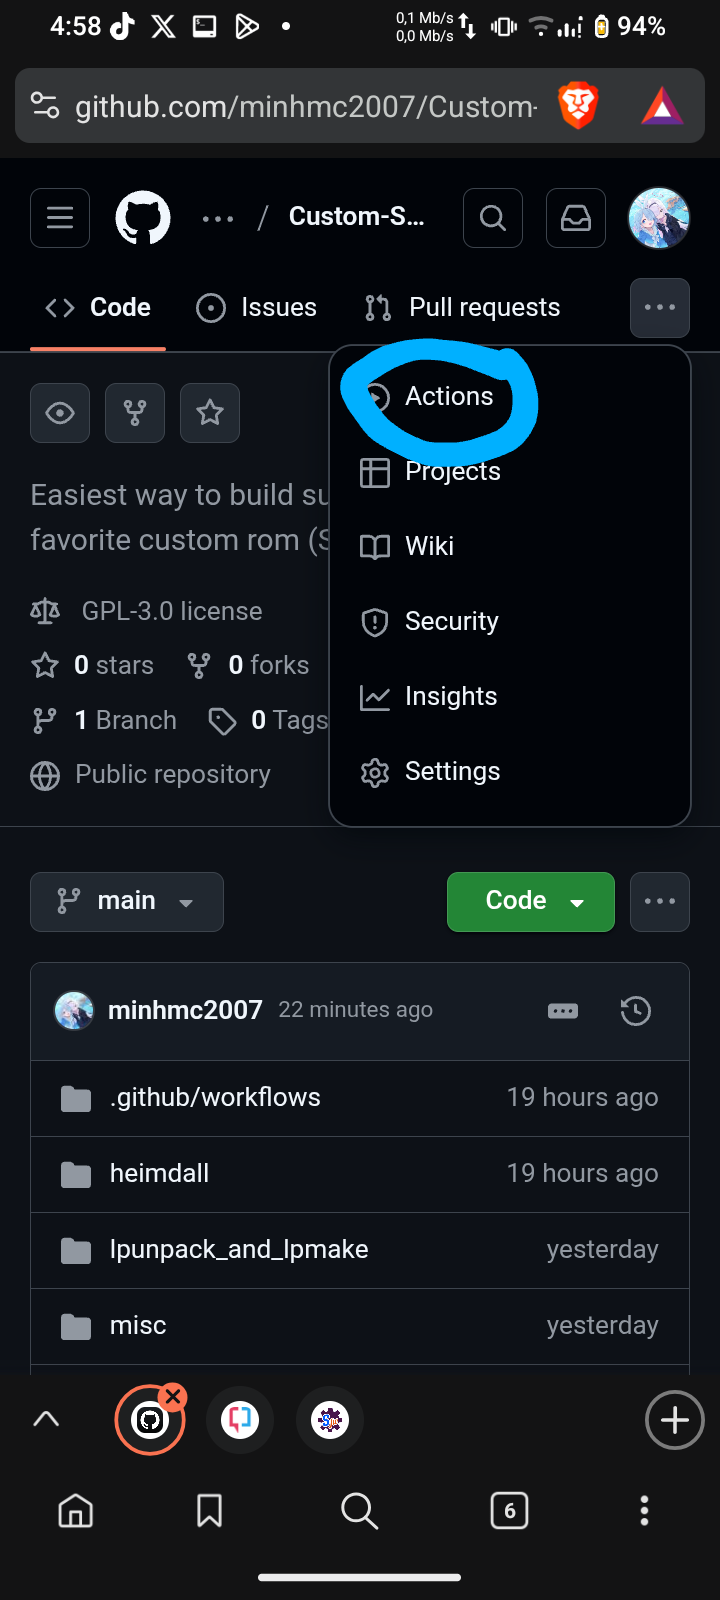 4:58
0,1 Mb/s
0,0 Mb/s
94%
github.com/minhmc2007/Custom-
... / Custom-S...
Code Issues Pull requests ...
Actions
Projects
Wiki
Security
Insights
Settings
Easiest way to build su
favorite custom rom (S
GPL-3.0 license
0 stars 0 forks
1 Branch 0 Tags
Public repository
main Code ...
minhmc2007 22 minutes ago
.github/workflows 19 hours ago
heimdall 19 hours ago
lpunpack_and_lpmake yesterday
misc yesterday
6